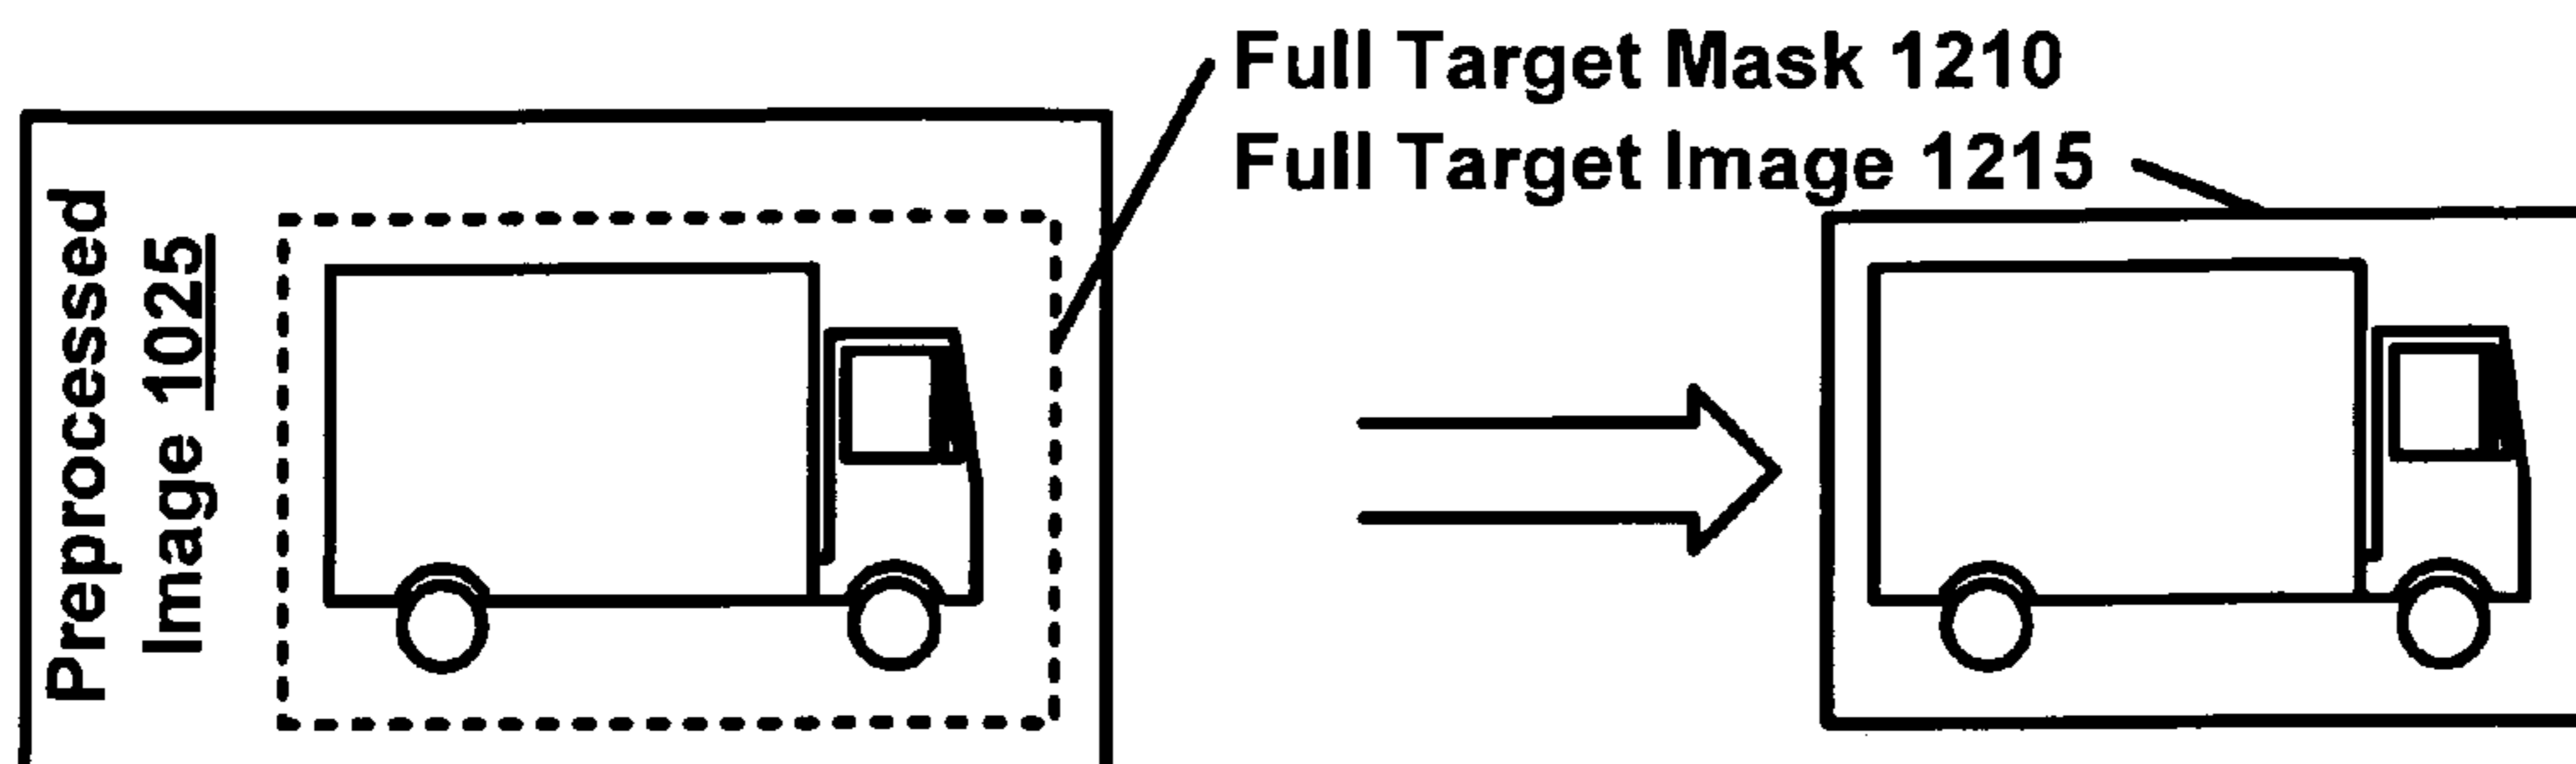 Full Target Mask 1210
Full Target Image 1215
Preprocessed
Image 1025